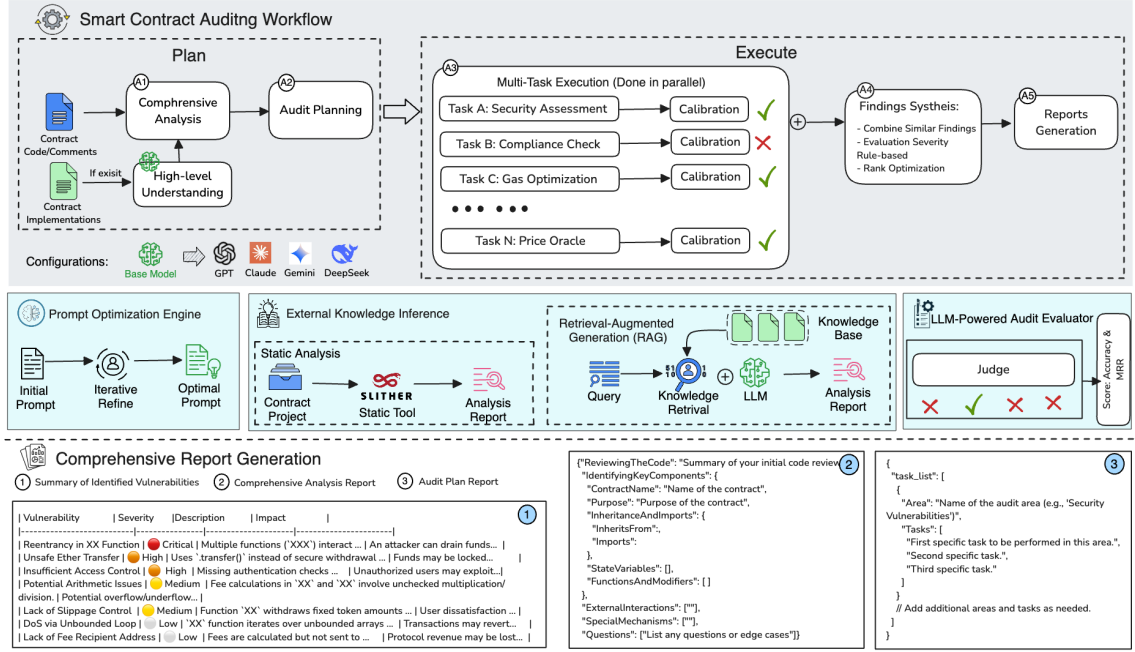 Smart Contract Auditng Workflow
Plan
A1
Comphrensive
Analysis
A2
Audit Planning
Contract
Code/Comments
If exisit
High-level
Understanding
Contract
Implementations
Configurations:
Base Model
GPT
Claude
Gemini
DeepSeek
Execute
A3
Multi-Task Execution (Done in parallel)
Task A: Security Assessment
Calibration
Task B: Compliance Check
Calibration
Task C: Gas Optimization
Calibration
Task N: Price Oracle
Calibration
A4
Findings Systheis:
- Combine Similar Findings
- Evaluation Severity
Rule-based
- Rank Optimization
A5
Reports
Generation
Prompt Optimization Engine
Initial
Prompt
Iterative
Refine
Optimal
Prompt
External Knowledge Inference
Static Analysis
Contract
Project
SLITHER
Static Tool
Analysis
Report
Retrieval-Augmented
Generation (RAG)
Knowledge
Base
Query
Knowledge
Retrival
LLM
Analysis
Report
LLM-Powered Audit Evaluator
Judge
Score: Accuracy &
MRR
Comprehensive Report Generation
1 Summary of Identified Vulnerabilities
2 Comprehensive Analysis Report
3 Audit Plan Report
1
| Vulnerability | Severity |Description | Impact |
|---------------------------|----------------|---------------------|-----------------------|
| Reentrancy in XX Function | Critical | Multiple functions (`XXX`) interact ... | An attacker can drain funds... |
| Unsafe Ether Transfer | High | Uses `.transfer()` instead of secure withdrawal ... | Funds may be locked... |
| Insufficient Access Control | High | Missing authentication checks ... | Unauthorized users may exploit...|
| Potential Arithmetic Issues | Medium | Fee calculations in `XX` and `XX` involve unchecked multiplication/
division. | Potential overflow/underflow... |
| Lack of Slippage Control | Medium | Function `XX` withdraws fixed token amounts ... | User dissatisfaction ... |
| DoS via Unbounded Loop | Low | `XX` function iterates over unbounded arrays ... | Transactions may revert... |
| Lack of Fee Recipient Address | Low | Fees are calculated but not sent to ... | Protocol revenue may be lost... |
2
{"ReviewingTheCode": "Summary of your initial code review
"IdentifyingKeyComponents": {
"ContractName": "Name of the contract",
"Purpose": "Purpose of the contract",
"InheritanceAndImports": {
"InheritsFrom":,
"Imports":
},
"StateVariables": [],
"FunctionsAndModifiers": [ ]
},
"ExternalInteractions": [""],
"SpecialMechanisms": [""],
"Questions": ["List any questions or edge cases"]}
3
{
"task_list": [
{
"Area": "Name of the audit area (e.g., 'Security
Vulnerabilities')",
"Tasks": [
"First specific task to be performed in this area.",
"Second specific task.",
"Third specific task."
]
}
// Add additional areas and tasks as needed.
]
}